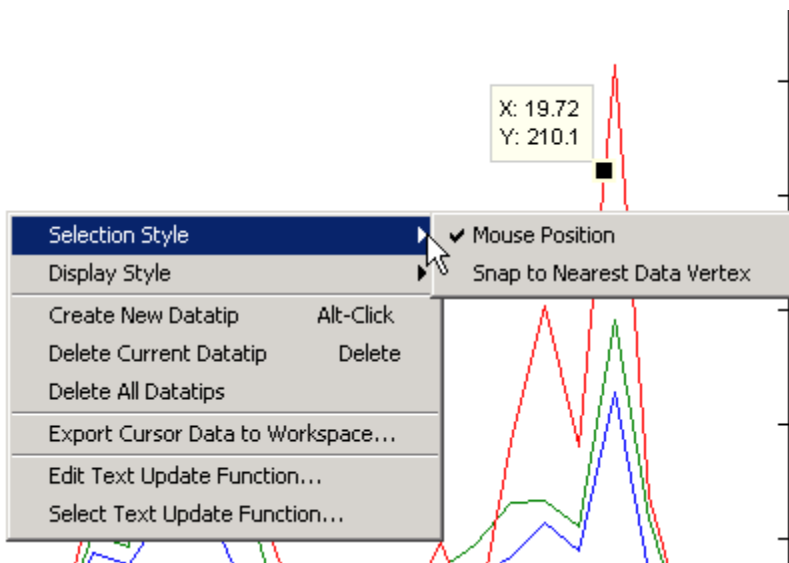 X: 19.72
Y: 210.1
Selection Style
Mouse Position
Display Style
Snap to Nearest Data Vertex
Create New Datatip Alt-Click
Delete Current Datatip Delete
Delete All Datatips
Export Cursor Data to Workspace...
Edit Text Update Function...
Select Text Update Function...